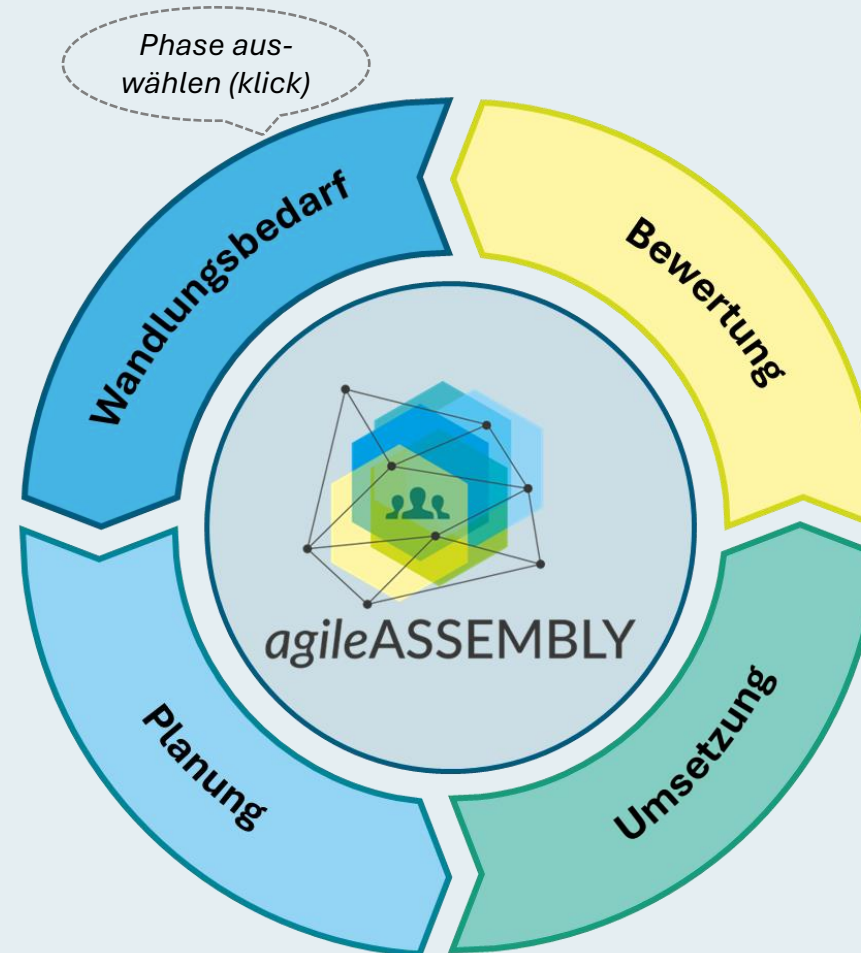 Phase aus-
wählen (klick)
Wandlungsbedarf
Bewertung
agileASSEMBLY
Planung
Umsetzung